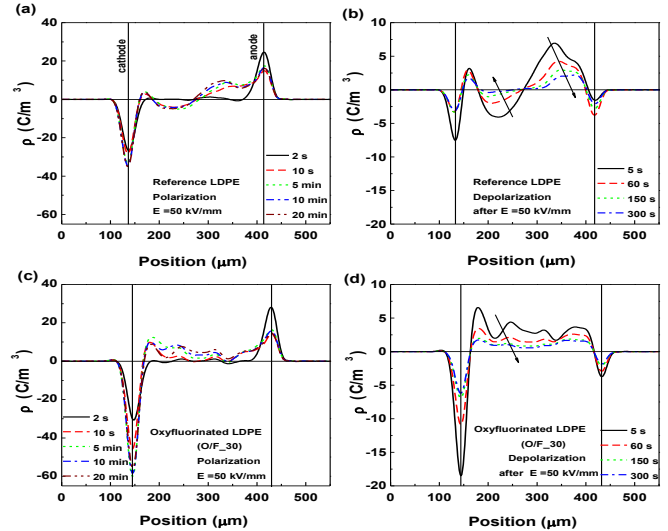 (a)
cathode
anode
ρ (C/m³)
40
20
0
-20
-40
-60
2 s
10 s
5 min
10 min
20 min
Reference LDPE
Polarization
E =50 kV/mm
0 100 200 300 400 500
Position (μm)
(b)
ρ (C/m³)
10
5
0
-5
-10
-15
-20
5 s
60 s
150 s
300 s
Reference LDPE
Depolarization
after E =50 kV/mm
0 100 200 300 400 500
Position (μm)
(c)
ρ (C/m³)
40
20
0
-20
-40
-60
2 s
10 s
5 min
10 min
20 min
Oxyfluorinated LDPE
(O/F_30)
Polarization
E =50 kV/mm
0 100 200 300 400 500
Position (μm)
(d)
ρ (C/m³)
10
5
0
-5
-10
-15
-20
5 s
60 s
150 s
300 s
Oxyfluorinated LDPE
(O/F_30)
Depolarization
after E =50 kV/mm
0 100 200 300 400 500
Position (μm)